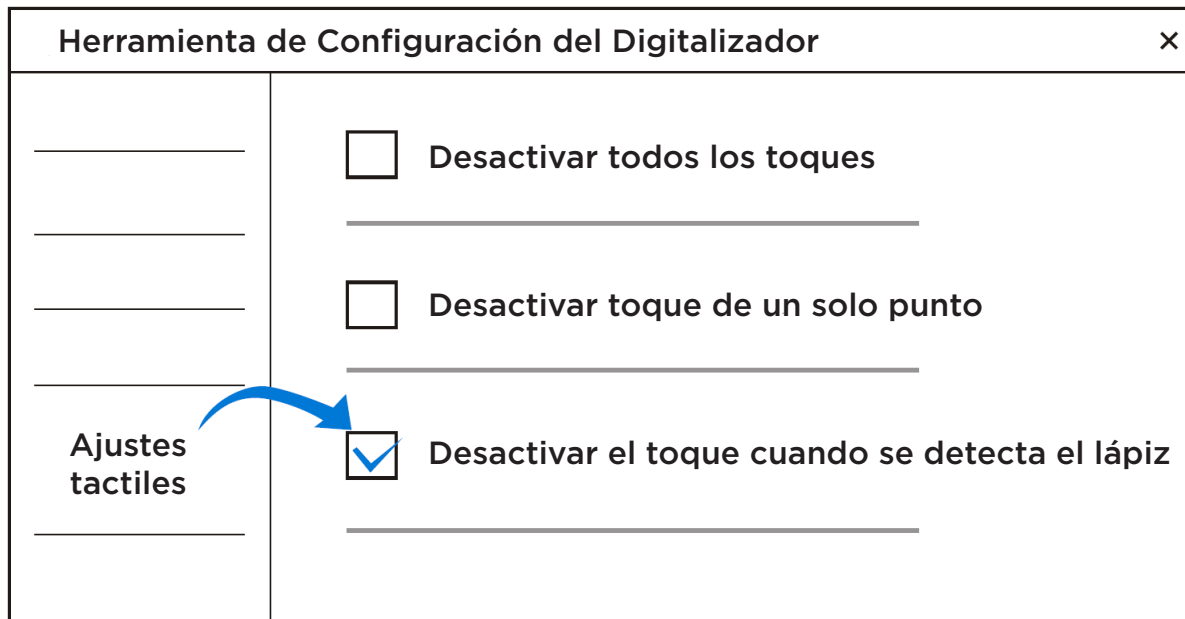 Herramienta de Configuración del Digitalizador ×
Desactivar todos los toques
Desactivar toque de un solo punto
Ajustes
tactiles
Desactivar el toque cuando se detecta el lápiz